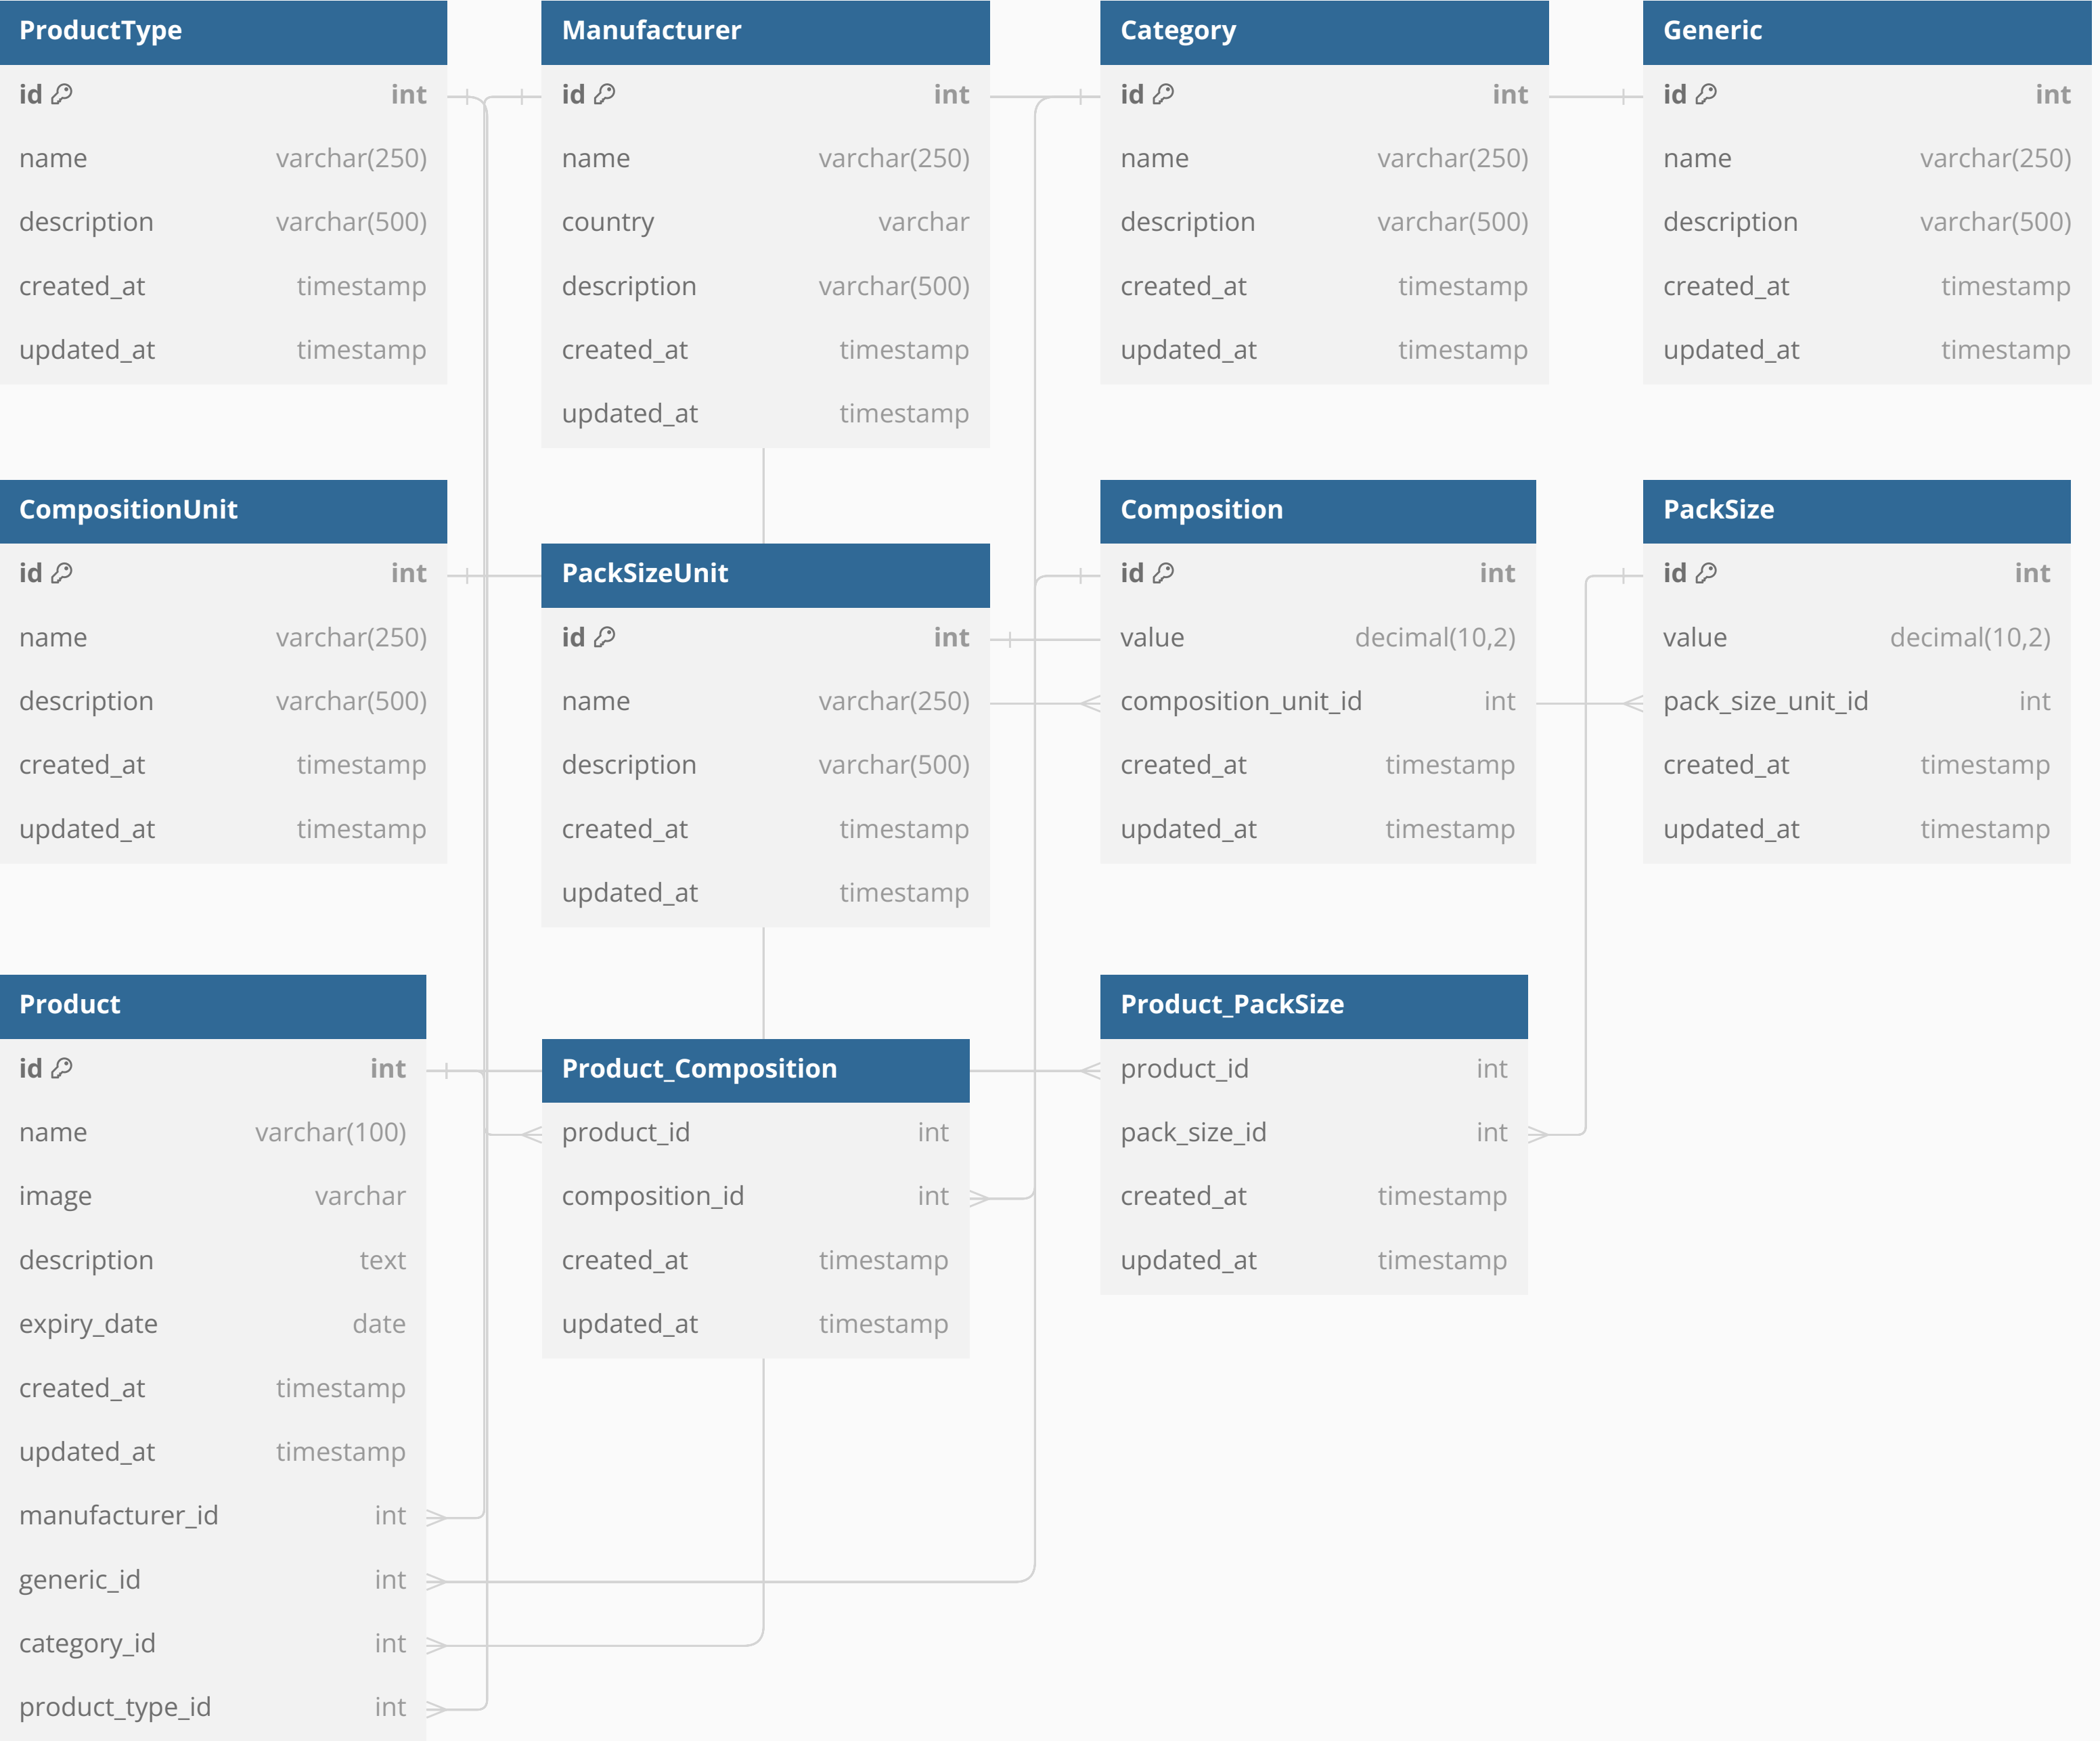 ProductType
id int
name varchar(250)
description varchar(500)
created_at timestamp
updated_at timestamp
Manufacturer
id int
name varchar(250)
country varchar
description varchar(500)
created_at timestamp
updated_at timestamp
Category
id int
name varchar(250)
description varchar(500)
created_at timestamp
updated_at timestamp
Generic
id int
name varchar(250)
description varchar(500)
created_at timestamp
updated_at timestamp
CompositionUnit
id int
name varchar(250)
description varchar(500)
created_at timestamp
updated_at timestamp
PackSizeUnit
id int
name varchar(250)
description varchar(500)
created_at timestamp
updated_at timestamp
Composition
id int
value decimal(10,2)
composition_unit_id int
created_at timestamp
updated_at timestamp
PackSize
id int
value decimal(10,2)
pack_size_unit_id int
created_at timestamp
updated_at timestamp
Product
id int
name varchar(100)
image varchar
description text
expiry_date date
created_at timestamp
updated_at timestamp
manufacturer_id int
generic_id int
category_id int
product_type_id int
Product_Composition
product_id int
composition_id int
created_at timestamp
updated_at timestamp
Product_PackSize
product_id int
pack_size_id int
created_at timestamp
updated_at timestamp